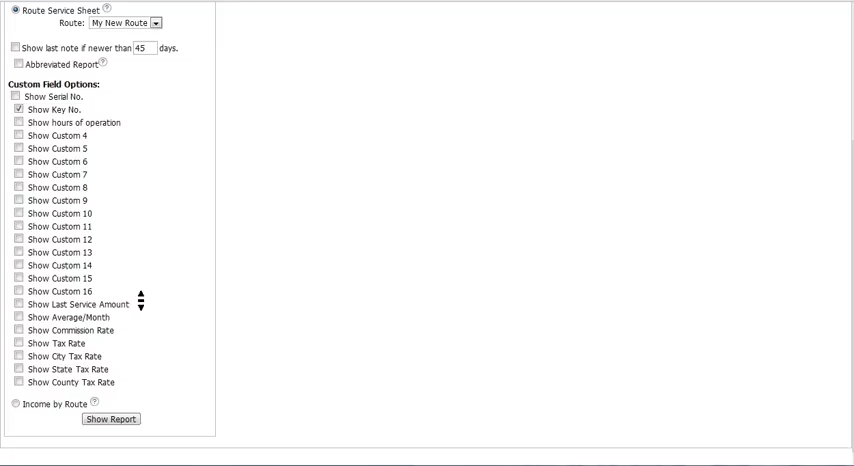 Route Service Sheet ?
Route: My New Route
Show last note if newer than 45 days.
Abbreviated Report ?
Custom Field Options:
Show Serial No.
Show Key No.
Show hours of operation
Show Custom 4
Show Custom 5
Show Custom 6
Show Custom 7
Show Custom 8
Show Custom 9
Show Custom 10
Show Custom 11
Show Custom 12
Show Custom 13
Show Custom 14
Show Custom 15
Show Custom 16
Show Last Service Amount
Show Average/Month
Show Commission Rate
Show Tax Rate
Show City Tax Rate
Show State Tax Rate
Show County Tax Rate
Income by Route ?
Show Report